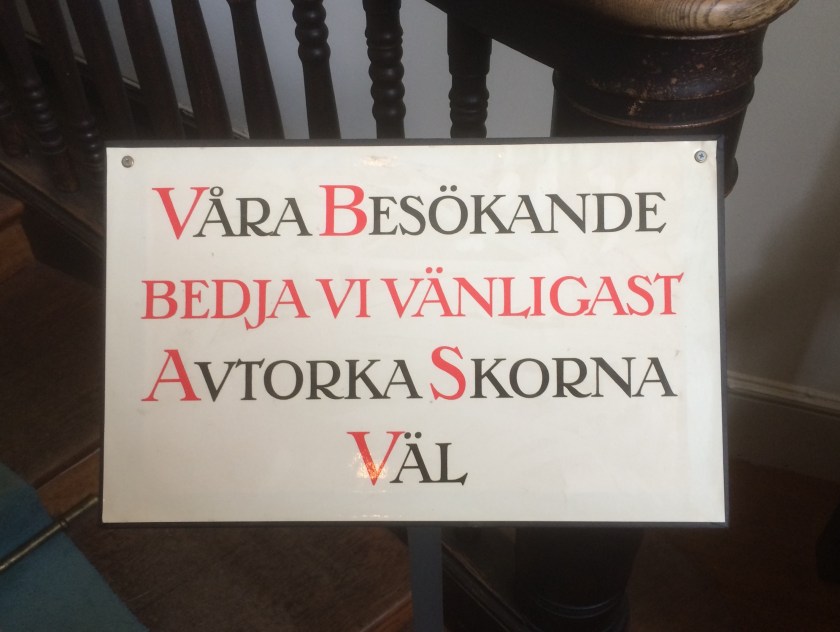 VÅRA BESÖKANDE
BEDJA VI VÄNLIGAST
AVTORKA SKORNA
VÄL